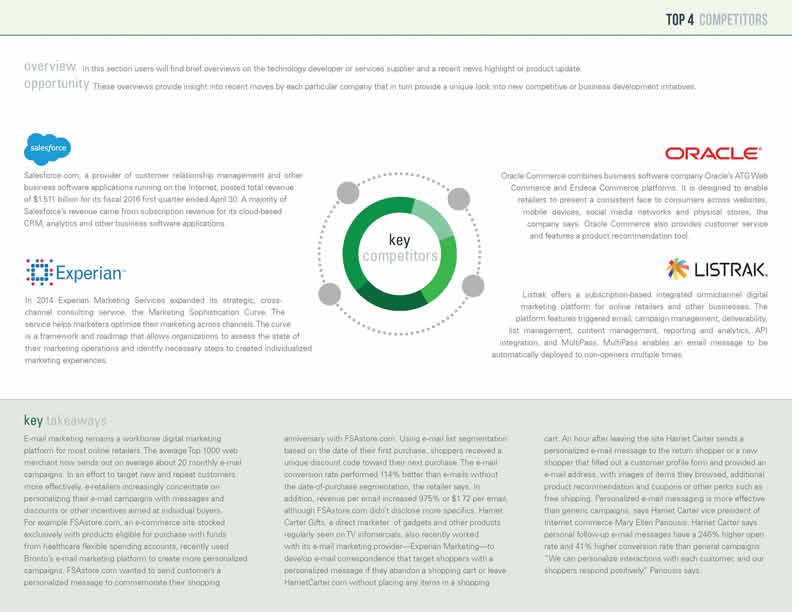 TOP 4 COMPETITORS
overview In this section users will find brief overviews on the technology developer or services supplier and a recent news highlight or product update.
opportunity These overviews provide insight into recent moves by each particular company that in turn provide a unique look into new competitive or business development initiatives.
salesforce
Salesforce.com, a provider of customer relationship management and other
business software applications running on the Internet, posted total revenue
of $1.511 billion for its fiscal 2016 first quarter ended April 30. A majority of
Salesforce's revenue came from subscription revenue for its cloud-based
CRM, analytics and other business software applications.
Experian™
In 2014 Experian Marketing Services expanded its strategic, cross-
channel consulting service, the Marketing Sophistication Curve. The
service helps marketers optimize their marketing across channels. The curve
is a framework and roadmap that allows organizations to assess the state of
their marketing operations and identify necessary steps to created individualized
marketing experiences.
key
competitors
ORACLE®
Oracle Commerce combines business software company Oracle's ATG Web
Commerce and Endeca Commerce platforms. It is designed to enable
retailers to present a consistent face to consumers across websites,
mobile devices, social media networks and physical stores, the
company says. Oracle Commerce also provides customer service
and features a product recommendation tool.
LISTRAK.
Listrak offers a subscription-based integrated omnichannel digital
marketing platform for online retailers and other businesses. The
platform features triggered email, campaign management, deliverability,
list management, content management, reporting and analytics, API
integration, and MultiPass. MultiPass enables an email message to be
automatically deployed to non-openers multiple times.
key takeaways
E-mail marketing remains a workhorse digital marketing
platform for most online retailers. The average Top 1000 web
merchant now sends out on average about 20 monthly e-mail
campaigns. In an effort to target new and repeat customers
more effectively, e-retailers increasingly concentrate on
personalizing their e-mail campaigns with messages and
discounts or other incentives aimed at individual buyers.
For example FSAstore.com, an e-commerce site stocked
exclusively with products eligible for purchase with funds
from healthcare flexible spending accounts, recently used
Bronto's e-mail marketing platform to create more personalized
campaigns. FSAstore.com wanted to send customers a
personalized message to commemorate their shopping
anniversary with FSAstore.com. Using e-mail list segmentation
based on the date of their first purchase, shoppers received a
unique discount code toward their next purchase. The e-mail
conversion rate performed 114% better than e-mails without
the date-of-purchase segmentation, the retailer says. In
addition, revenue per email increased 975% or $1.72 per email,
although FSAstore.com didn't disclose more specifics. Harriet
Carter Gifts, a direct marketer of gadgets and other products
regularly seen on TV infomercials, also recently worked
with its e-mail marketing provider—Experian Marketing—to
develop e-mail correspondence that target shoppers with a
personalized message if they abandon a shopping cart or leave
HarrietCarter.com without placing any items in a shopping
cart. An hour after leaving the site Harriet Carter sends a
personalized e-mail message to the return shopper or a new
shopper that filled out a customer profile form and provided an
e-mail address, with images of items they browsed, additional
product recommendation and coupons or other perks such as
free shipping. Personalized e-mail messaging is more effective
than generic campaigns, says Harriet Carter vice president of
Internet commerce Mary Ellen Paniouss. Harriet Carter says
personal follow-up e-mail messages have a 246% higher open
rate and 41% higher conversion rate than general campaigns.
"We can personalize interactions with each customer, and our
shoppers respond positively," Paniouss says.